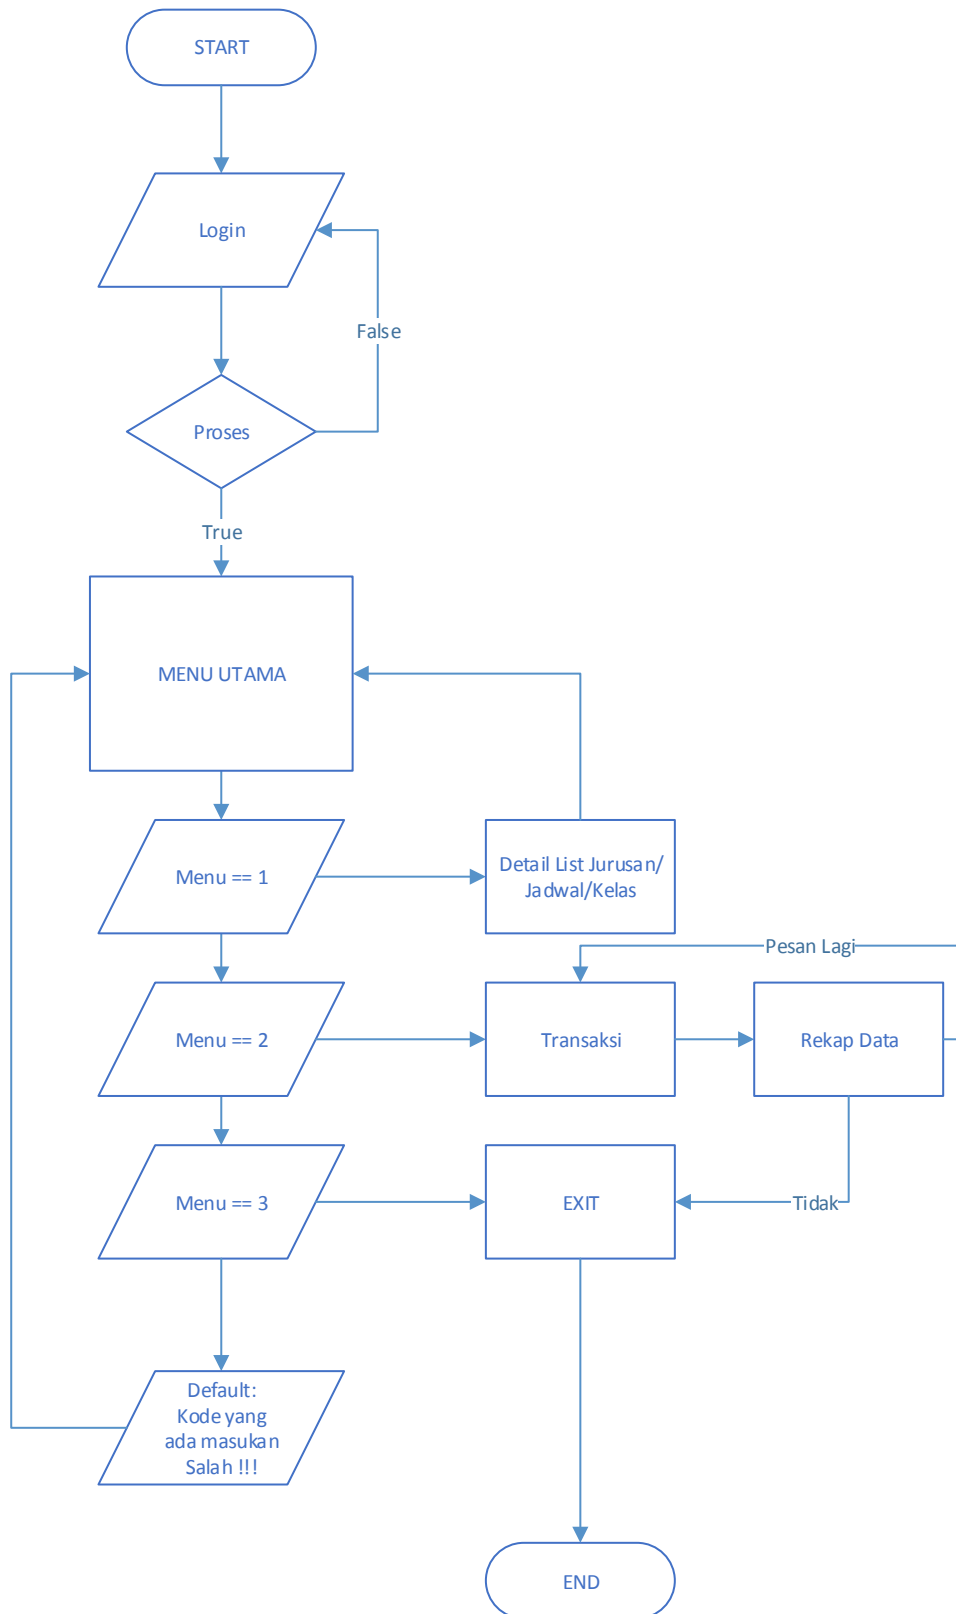 START
Login
False
Proses
True
MENU UTAMA
Menu == 1
Detail List Jurusan/
Jadwal/Kelas
Pesan Lagi
Menu == 2
Transaksi
Rekap Data
Menu == 3
EXIT
Tidak
Default:
Kode yang
ada masukan
Salah !!!
END